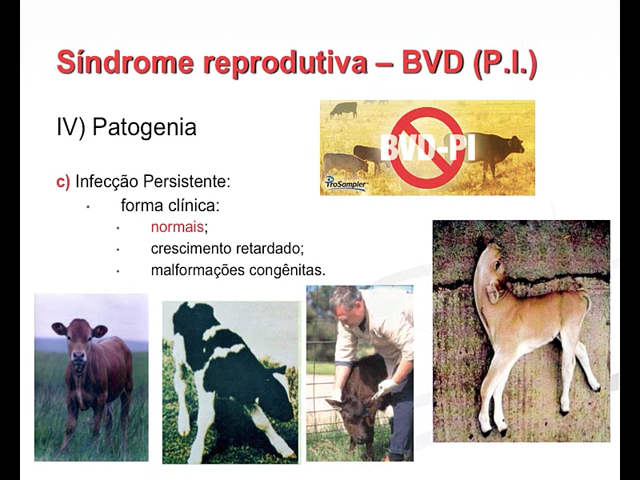 Síndrome reprodutiva – BVD (P.I.)
IV) Patogenia
BVD-PI
ProSampler
c) Infecção Persistente:
• forma clínica:
• normais;
• crescimento retardado;
• malformações congênitas.